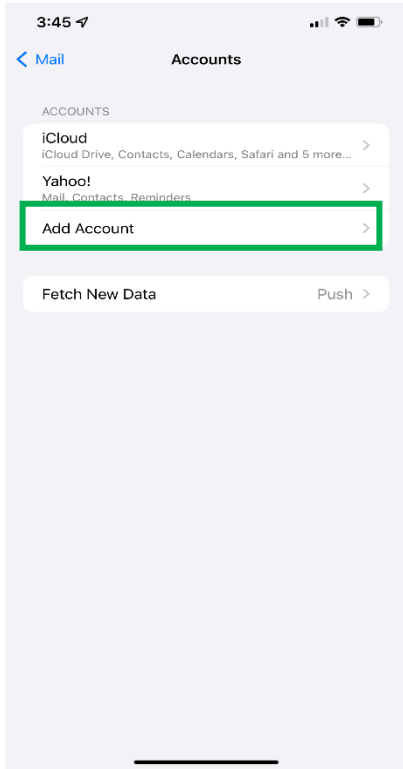 3:45
Mail
Accounts
ACCOUNTS
iCloud
iCloud Drive, Contacts, Calendars, Safari and 5 more...
Yahoo!
Mail, Contacts, Reminders
Add Account
Fetch New Data Push